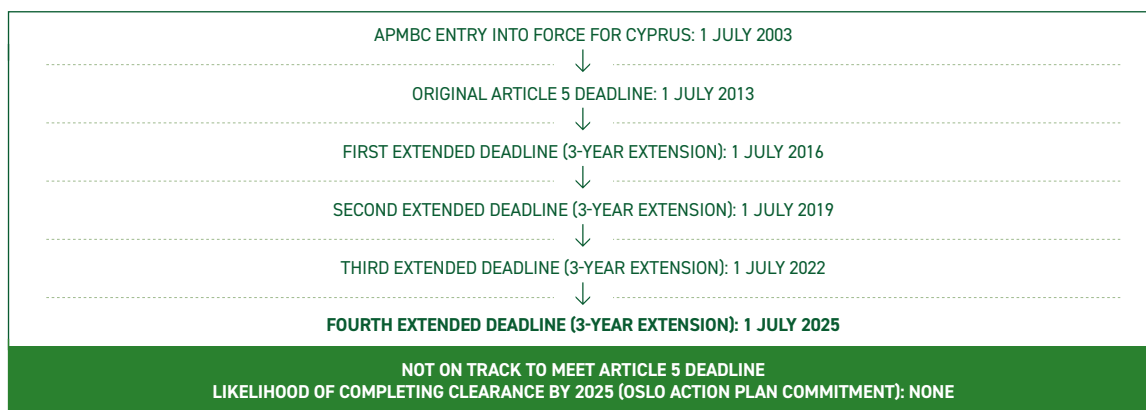 APMBC ENTRY INTO FORCE FOR CYPRUS: 1 JULY 2003
ORIGINAL ARTICLE 5 DEADLINE: 1 JULY 2013
FIRST EXTENDED DEADLINE (3-YEAR EXTENSION): 1 JULY 2016
SECOND EXTENDED DEADLINE (3-YEAR EXTENSION): 1 JULY 2019
THIRD EXTENDED DEADLINE (3-YEAR EXTENSION): 1 JULY 2022
FOURTH EXTENDED DEADLINE (3-YEAR EXTENSION): 1 JULY 2025
NOT ON TRACK TO MEET ARTICLE 5 DEADLINE
LIKELIHOOD OF COMPLETING CLEARANCE BY 2025 (OSLO ACTION PLAN COMMITMENT): NONE